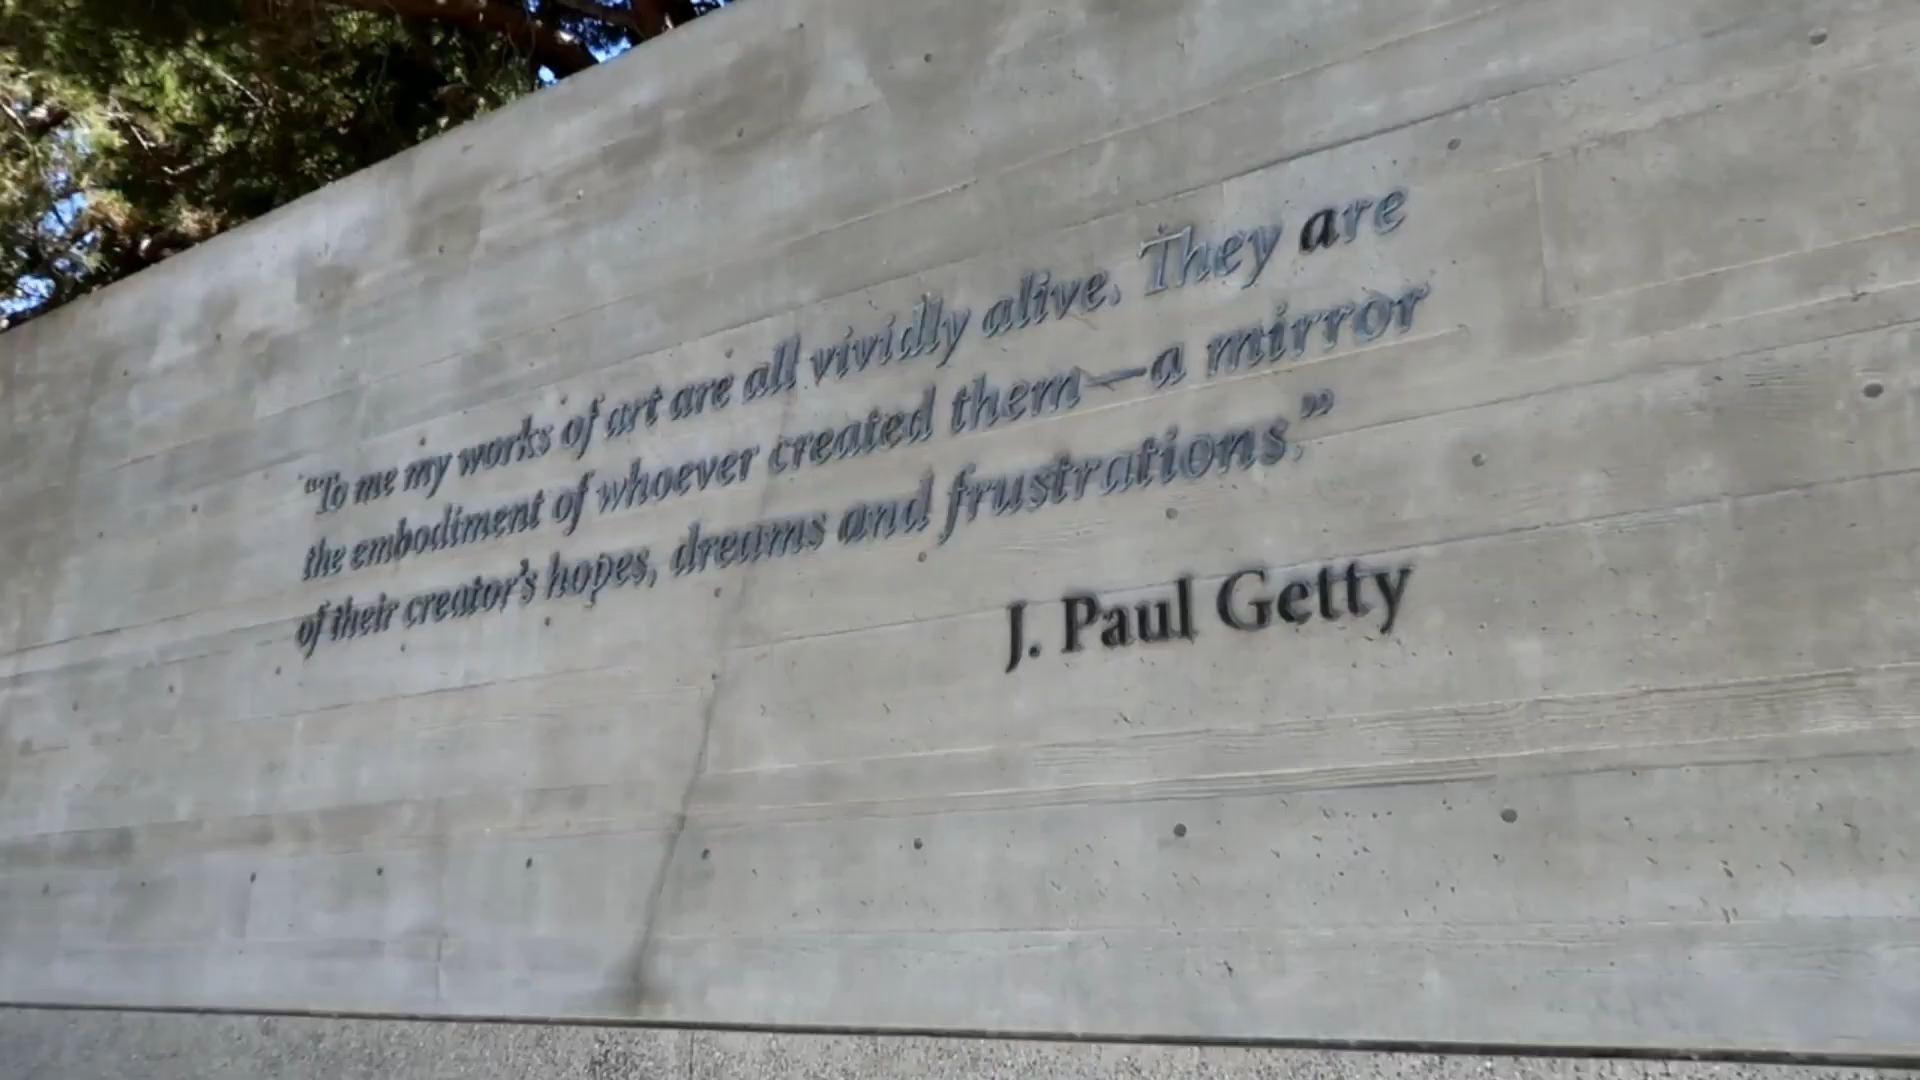 “To me my works of art are all vividly alive. They are
the embodiment of whoever created them—a mirror
of their creator’s hopes, dreams and frustrations.”
J. Paul Getty